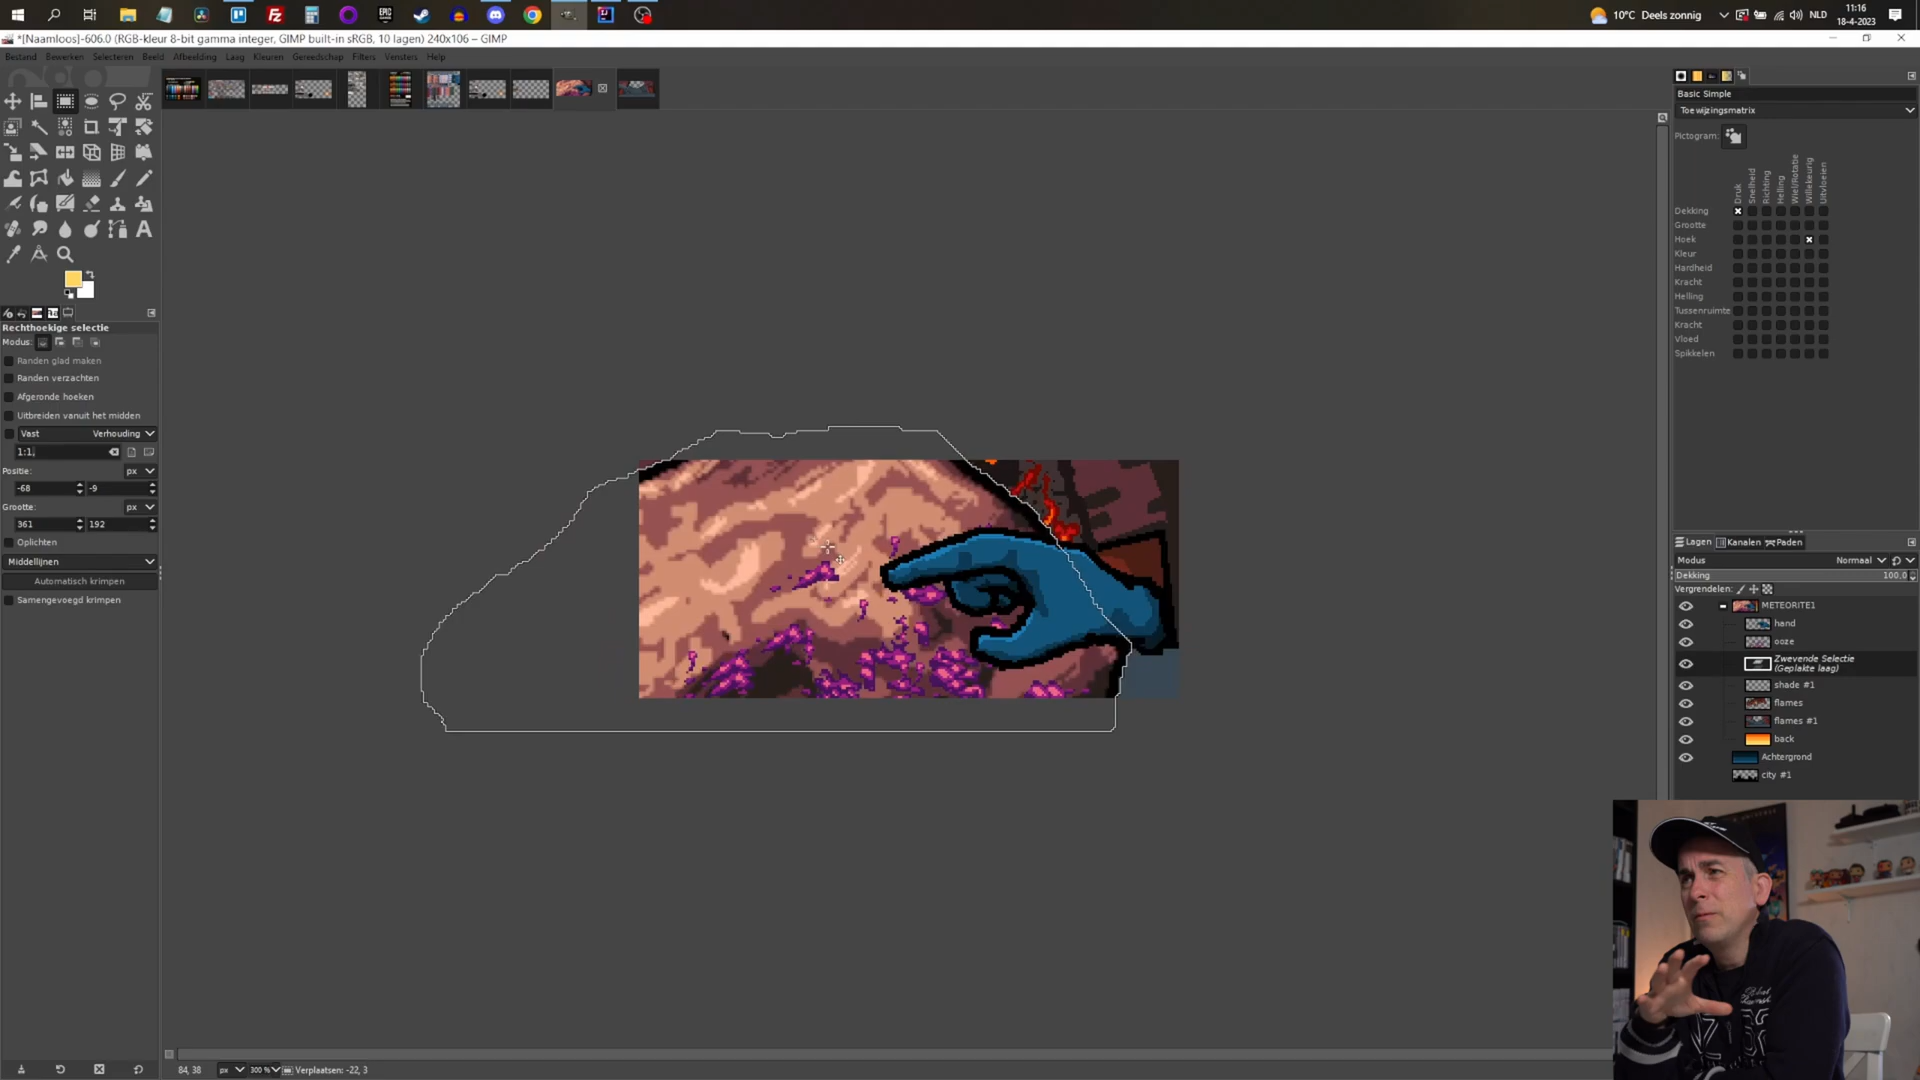 11:16
10°C Deels zonnig
NLD
18-4-2023
*[Naamloos]-606.0 (RGB-kleur 8-bit gamma integer, GIMP built-in sRGB, 10 lagen) 240x106 – GIMP
Bestand Bewerken Selecteren Beeld Afbeelding Laag Kleuren Gereedschap Filters Vensters Help
Basic Simple
Toewijzingsmatrix
Pictogram:
Druk
Snelheid
Richting
Helling
Wiel/Rotatie
Willekeurig
Uitvloeien
Dekking
Grootte
Hoek
Kleur
Hardheid
Kracht
Helling
Tussenruimte
Kracht
Vloed
Spikkelen
Rechthoekige selectie
Modus:
Randen glad maken
Randen verzachten
Afgeronde hoeken
Uitbreiden vanuit het midden
Vast Verhouding
1:1,
Positie: px
-68 -9
Grootte: px
361 192
Oplichten
Middellijnen
Automatisch krimpen
Samengevoegd krimpen
Lagen Kanalen Paden
Modus Normaal
Dekking 100,0
Vergrendelen:
METEORITE1
hand
ooze
Zwevende Selectie
(Geplakte laag)
shade #1
flames
flames #1
back
Achtergrond
city #1
84, 38 px 300 % Verplaatsen: -22, 3